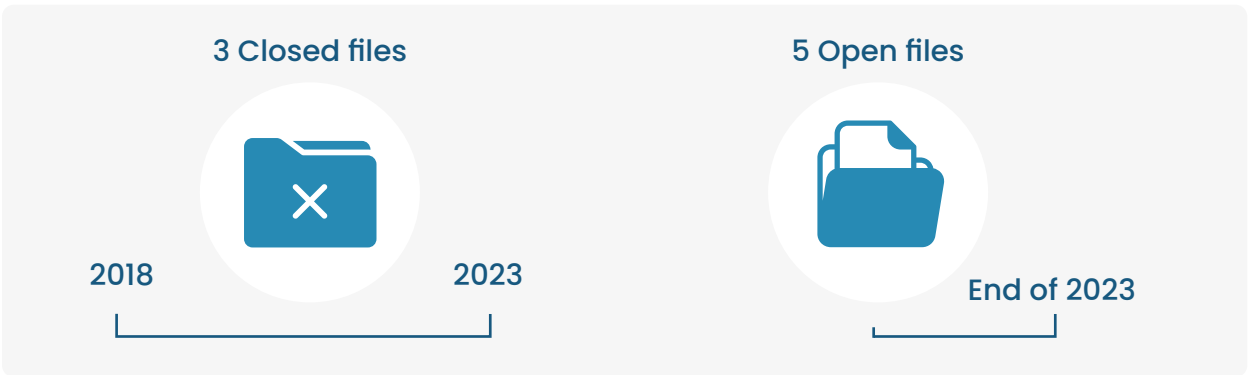 3 Closed files
5 Open files
2018
2023
End of 2023